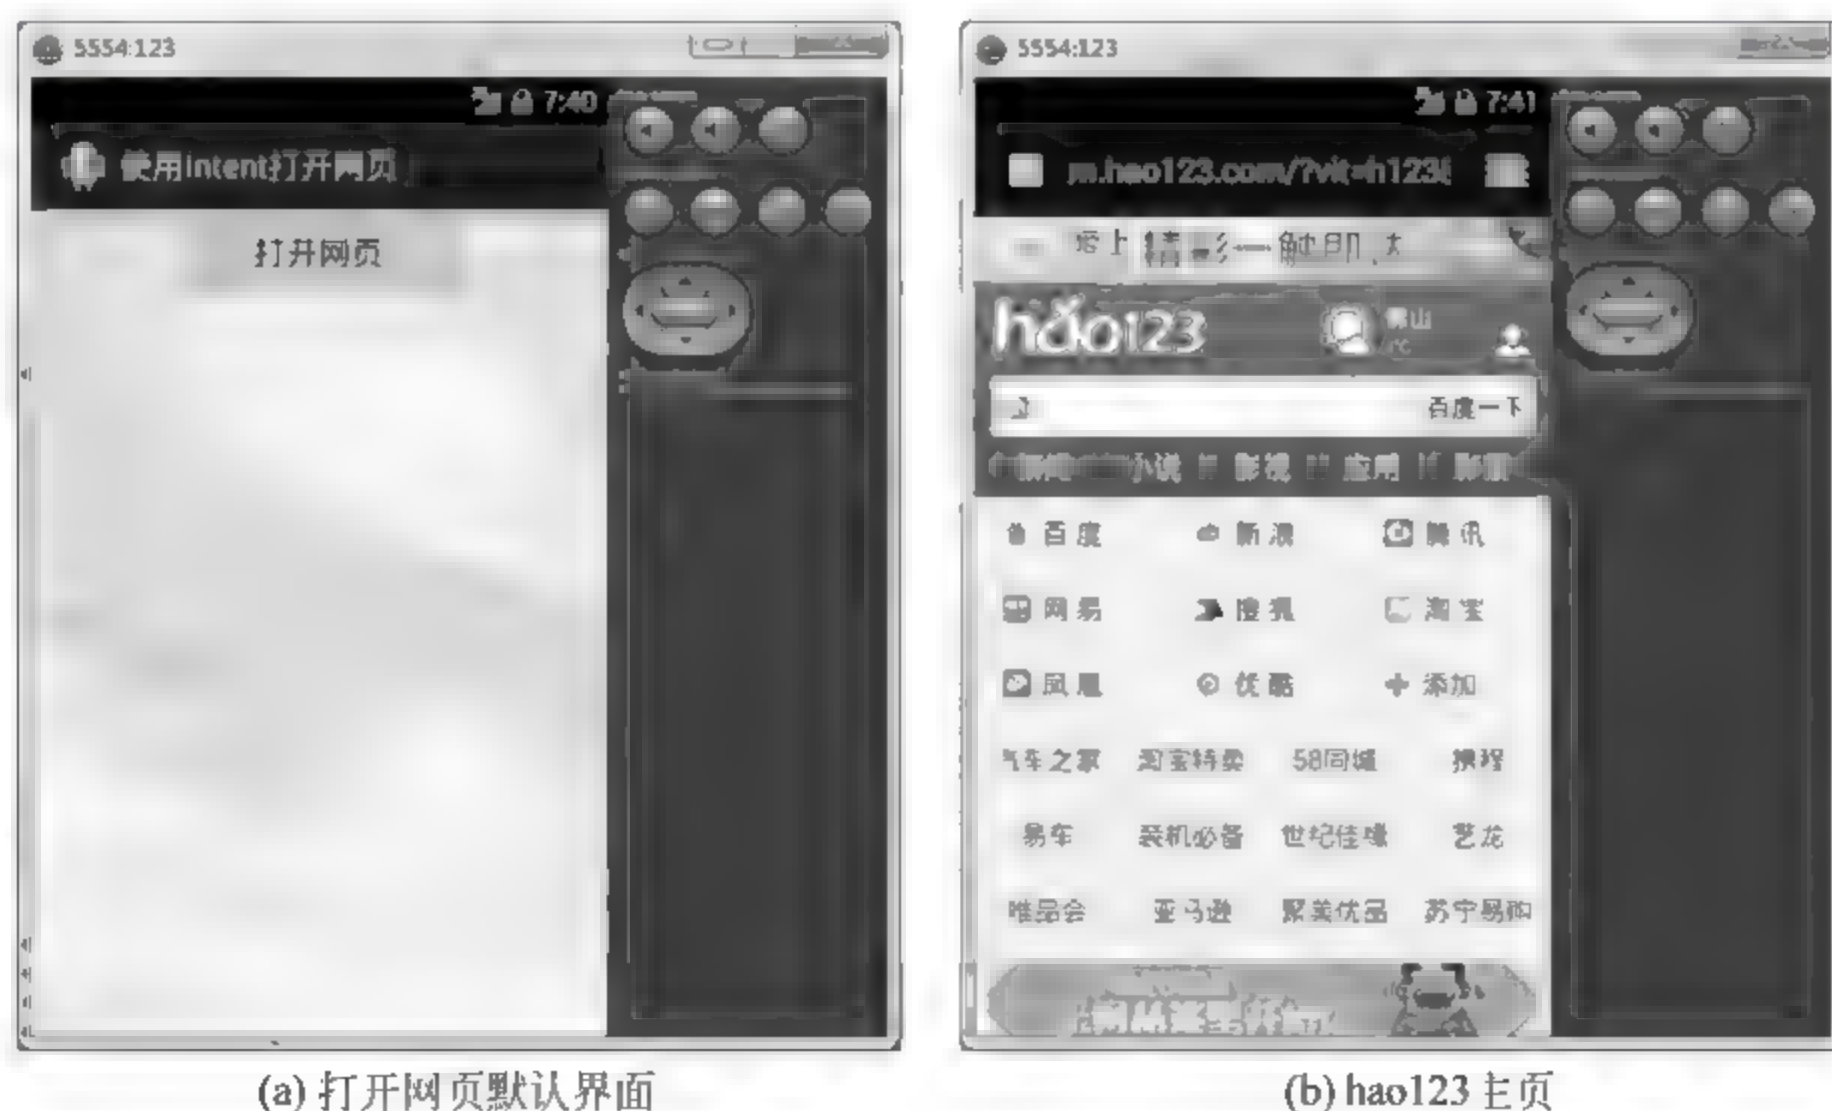 5554:123
7:40
使用intent打开网页
打开网页
(a) 打开网页默认界面
5554:123
7:41
m.hao123.com/?vit=h123
一触即
hao123
百度一下
小说 影视 应用
百度 新浪 腾讯
网易 搜狐 淘宝
凤凰 优酷 添加
汽车之家 淘宝特卖 58同城 携程
易车 装机必备 世纪佳缘 艺龙
唯品会 亚马逊 聚美优品 苏宁易购
(b) hao123 主页